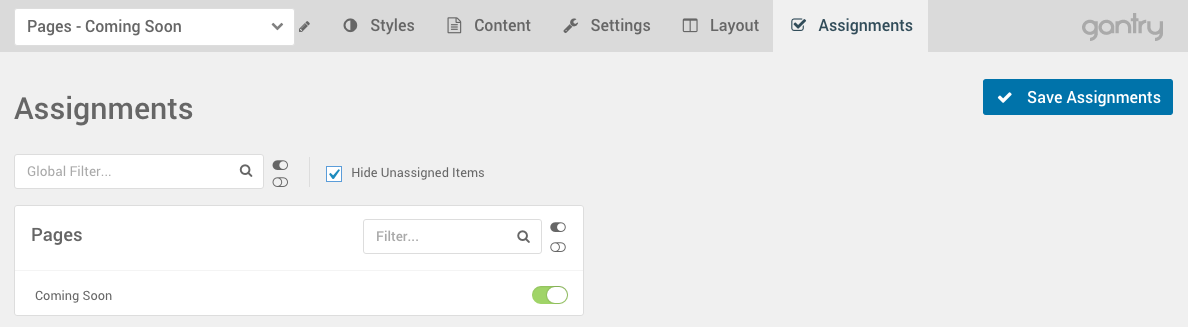 Pages - Coming Soon Styles Content Settings Layout Assignments gantry
Assignments
Save Assignments
Global Filter...
Hide Unassigned Items
Pages
Filter...
Coming Soon